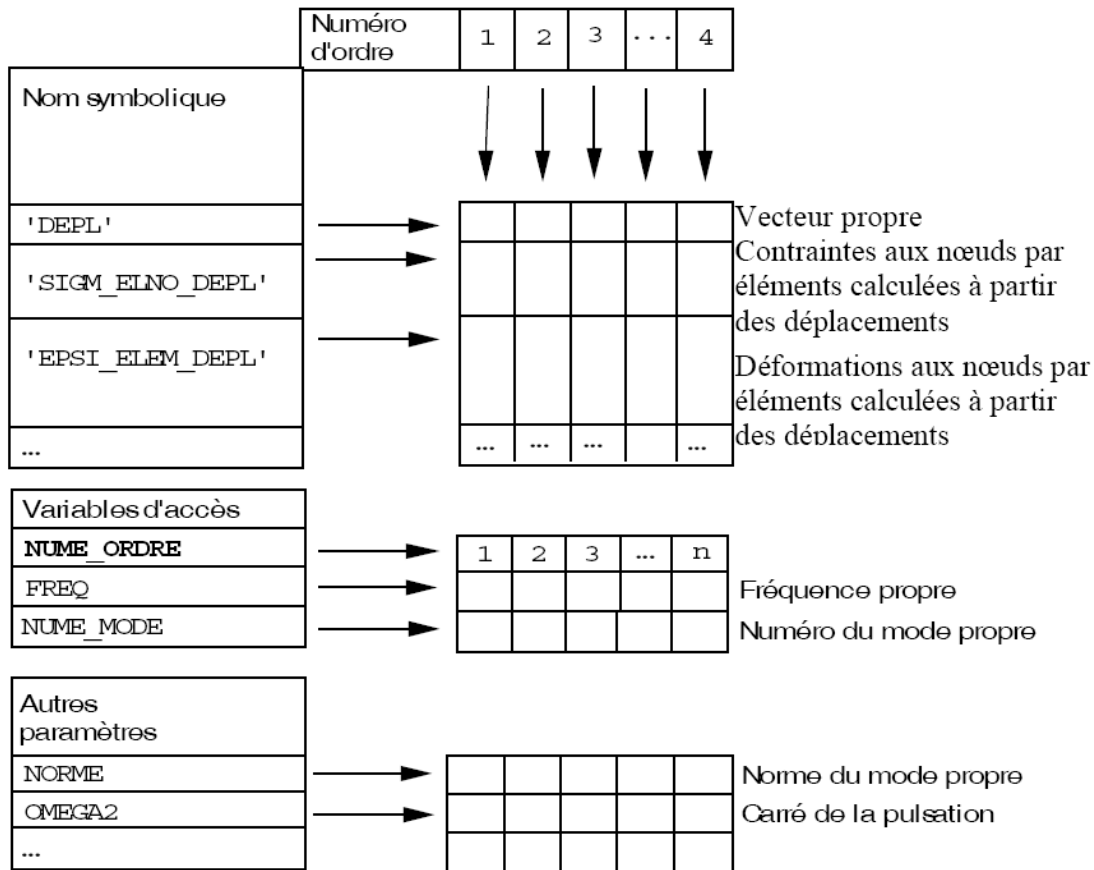 Numéro
d'ordre
1 2 3 ... 4
Nom symbolique
'DEPL'
Vecteur propre
'SIGM_ELNO_DEPL'
Contraintes aux nœuds par
éléments calculées à partir
des déplacements
'EPSI_ELEM_DEPL'
Déformations aux nœuds par
éléments calculées à partir
des déplacements
...
... ... ... ...
Variables d'accès
NUME_ORDRE
1 2 3 ... n
FREQ
Fréquence propre
NUME_MODE
Numéro du mode propre
Autres
paramètres
NORME
Norme du mode propre
OMEGA2
Carré de la pulsation
...